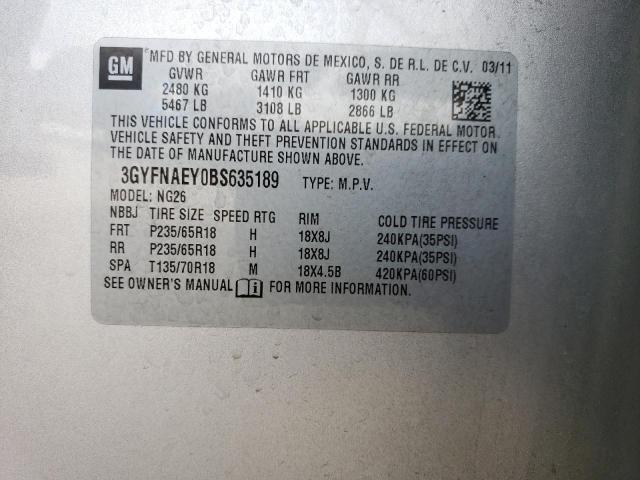 GM
©MFD BY GENERAL MOTORS DE MEXICO, S. DE R.L. DE C.V. 03/11
GVWR GAWR FRT GAWR RR
2480 KG 1410 KG 1300 KG
5467 LB 3108 LB 2866 LB
THIS VEHICLE CONFORMS TO ALL APPLICABLE U.S. FEDERAL MOTOR
VEHICLE SAFETY AND THEFT PREVENTION STANDARDS IN EFFECT ON
THE DATE OF MANUFACTURE SHOWN ABOVE.
3GYFNAEY0BS635189 TYPE: M.P.V.
MODEL: NG26
NBBJ TIRE SIZE SPEED RTG RIM COLD TIRE PRESSURE
FRT P235/65R18 H 18X8J 240KPA(35PSI)
RR P235/65R18 H 18X8J 240KPA(35PSI)
SPA T135/70R18 M 18X4.5B 420KPA(60PSI)
SEE OWNER'S MANUAL FOR MORE INFORMATION.